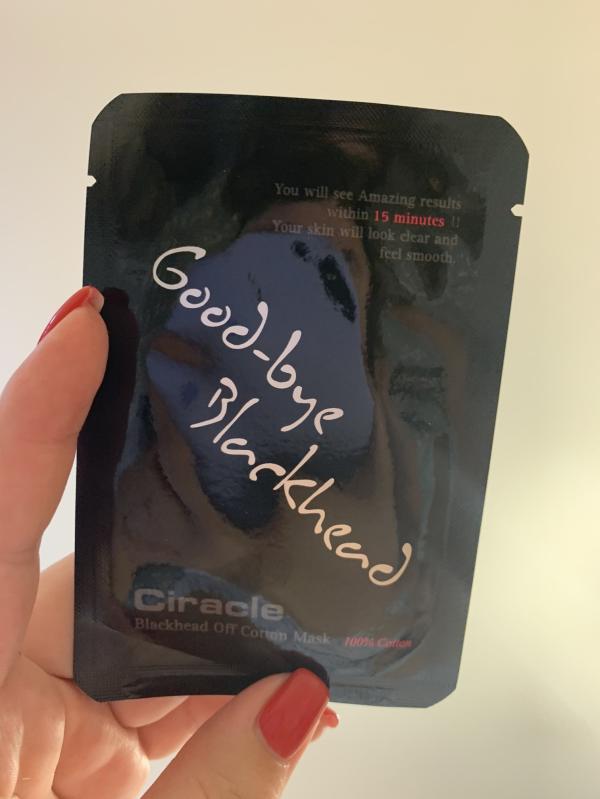 You will see Amazing results
within 15 minutes !!
Your skin will look clear and
feel smooth.
Good-bye
Blackhead
Ciracle
Blackhead Off Cotton Mask 100% Cotton